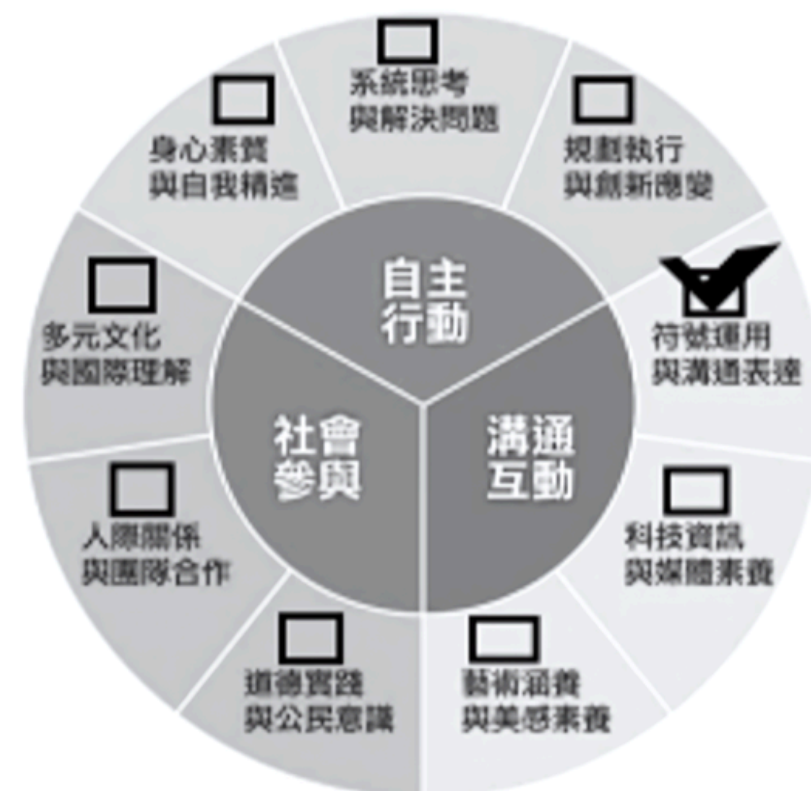 系統思考
與解決問題
規劃執行
與創新應變
符號運用
與溝通表達
科技資訊
與媒體素養
藝術涵養
與美感素養
道德實踐
與公民意識
人際關係
與團隊合作
多元文化
與國際理解
身心素質
與自我精進
自主
行動
溝通
互動
社會
參與